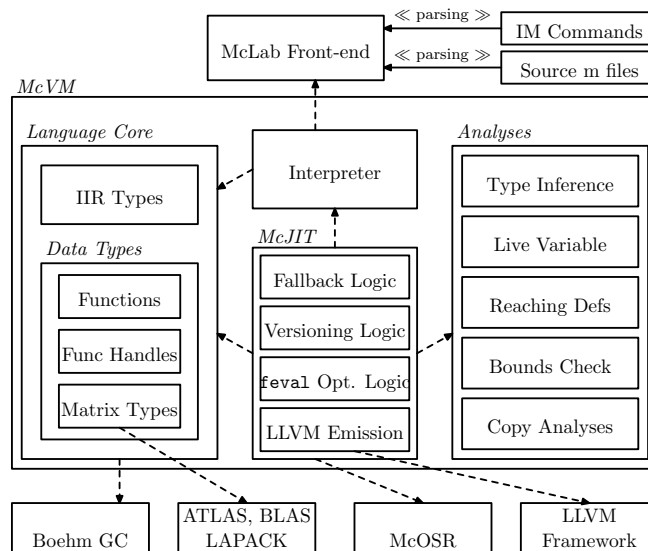 ≪ parsing ≫
IM Commands
McLab Front-end
≪ parsing ≫
Source m files
McVM
Language Core
Analyses
IIR Types
Interpreter
Type Inference
McJIT
Live Variable
Data Types
Fallback Logic
Functions
Versioning Logic
Reaching Defs
Func Handles
feval Opt. Logic
Bounds Check
Matrix Types
LLVM Emission
Copy Analyses
Boehm GC
ATLAS, BLAS
LAPACK
McOSR
LLVM
Framework